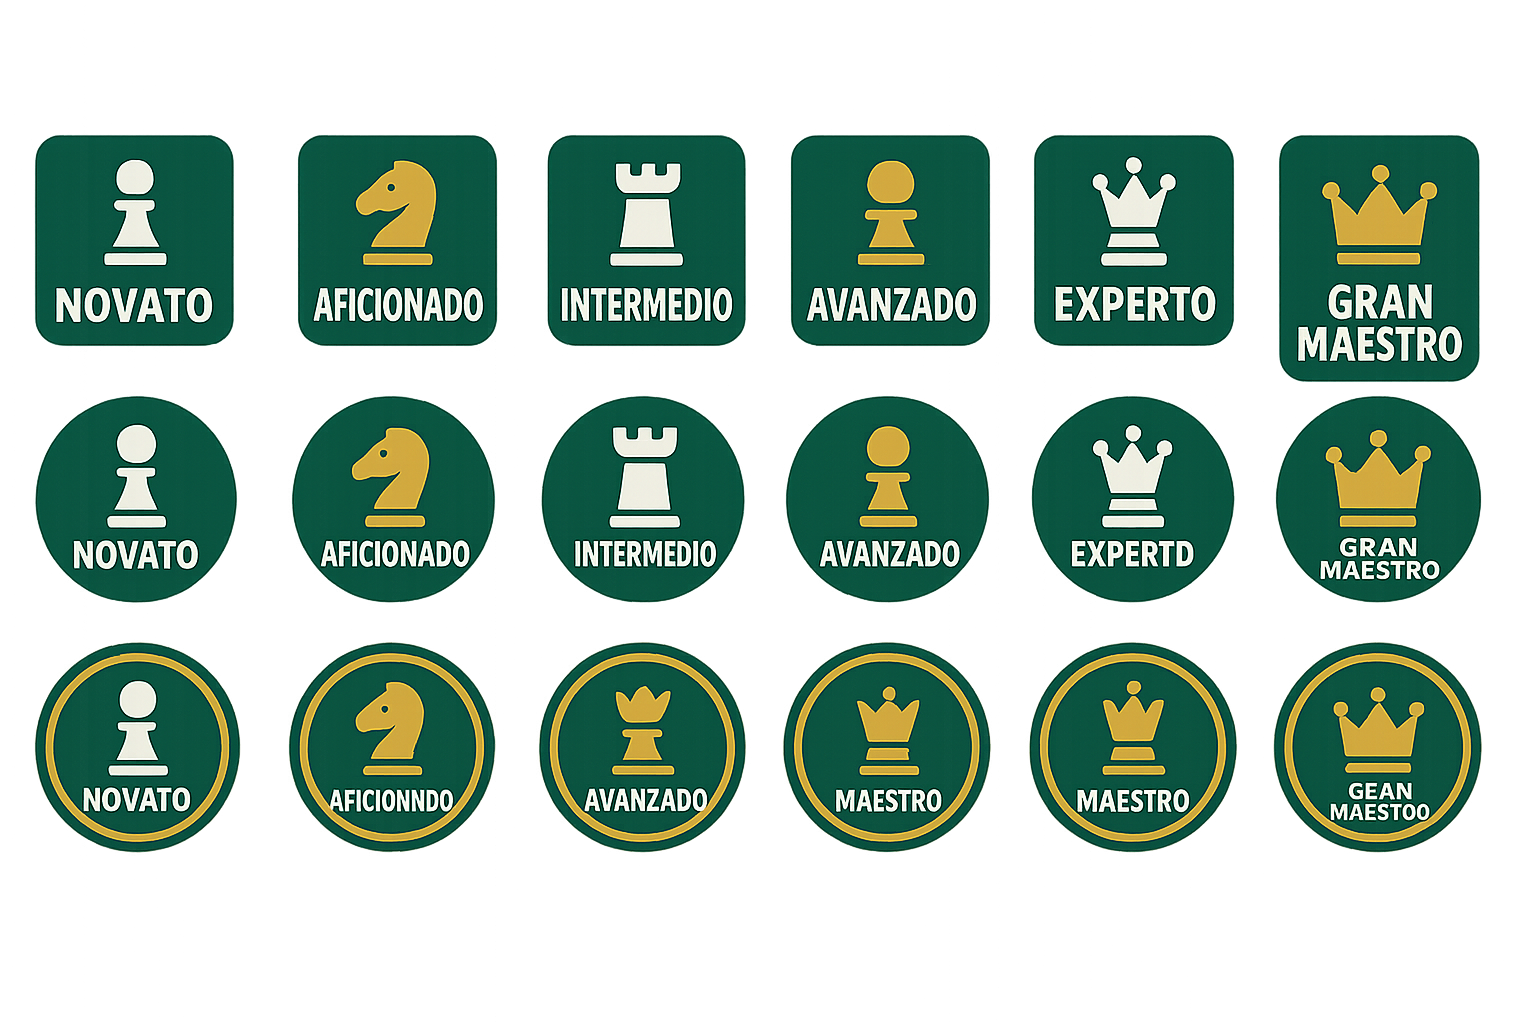 NOVATO
AFICIONADO
INTERMEDIO
AVANZADO
EXPERTO
GRAN
MAESTRO
NOVATO
AFICIONADO
INTERMEDIO
AVANZADO
EXPERTD
GRAN
MAESTRO
NOVATO
AFICIONNDO
AVANZADO
MAESTRO
MAESTRO
GEAN
MAESTOO